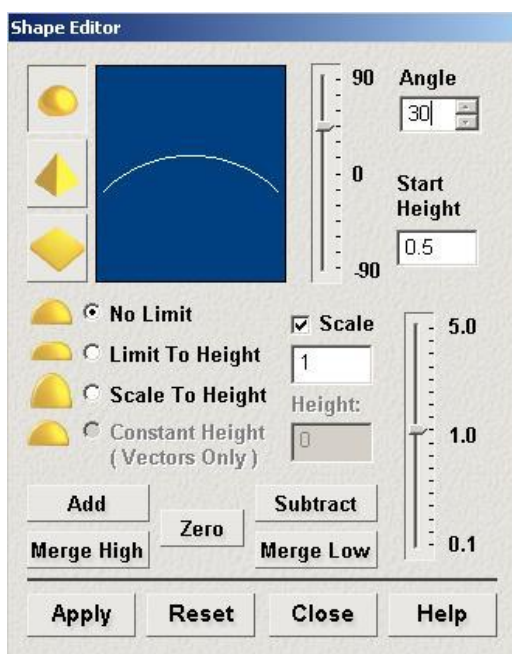 Shape Editor
90
Angle
30
0
Start
Height
0.5
-90
No Limit
Limit To Height
Scale To Height
Constant Height
( Vectors Only )
Scale
1
Height:
0
5.0
1.0
0.1
Add
Zero
Subtract
Merge High
Merge Low
Apply
Reset
Close
Help